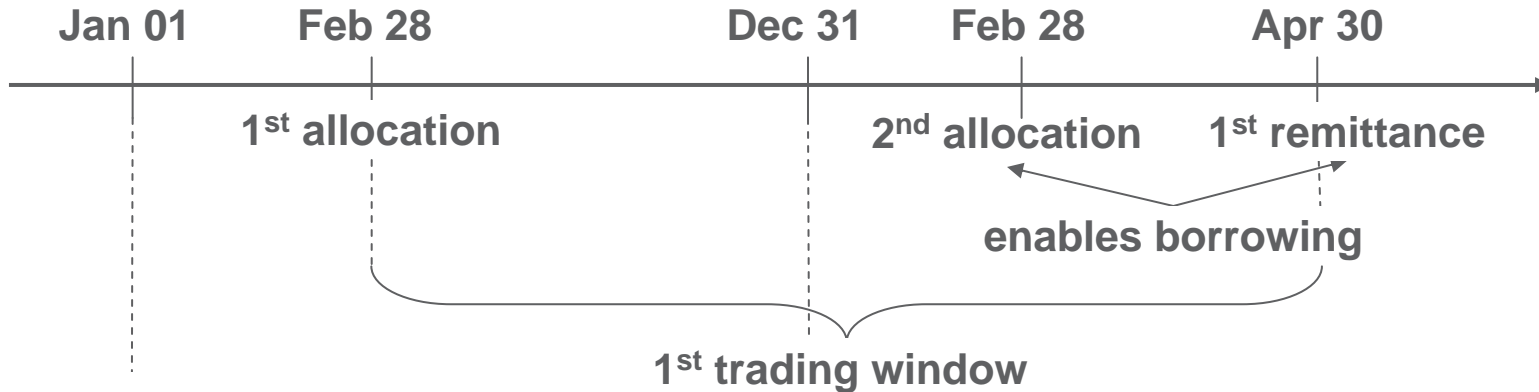 Jan 01 Feb 28 Dec 31 Feb 28 Apr 30
1st allocation 2nd allocation 1st remittance
enables borrowing
1st trading window